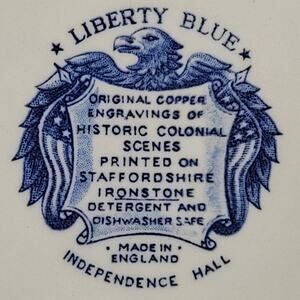 ★ LIBERTY BLUE ★
ORIGINAL COPPER
ENGRAVINGS OF
HISTORIC COLONIAL
SCENES
PRINTED ON
STAFFORDSHIRE
IRONSTONE
DETERGENT AND
DISHWASHER SAFE
• MADE IN •
ENGLAND
INDEPENDENCE HALL